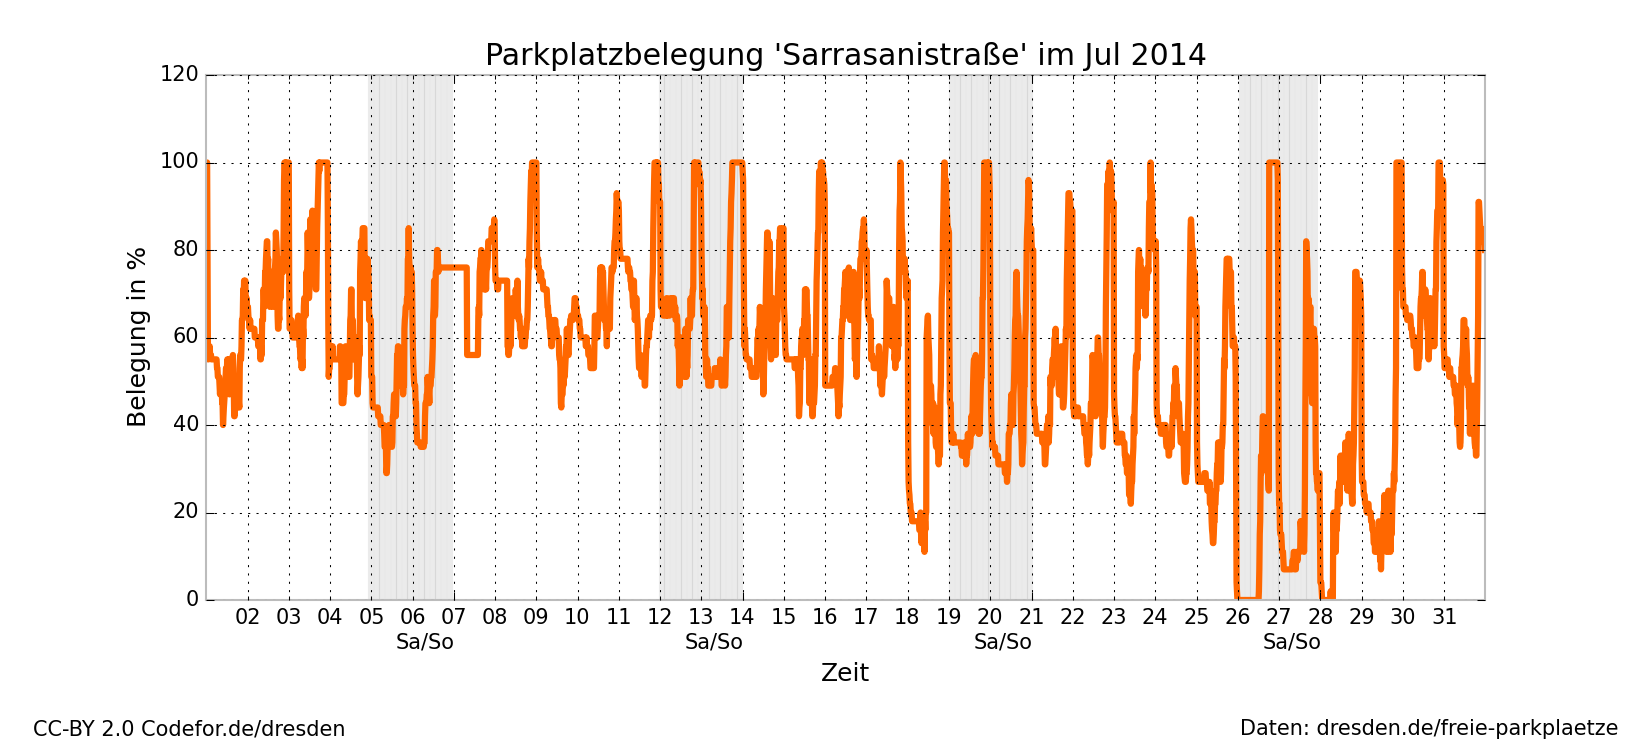 Parkplatzbelegung 'Sarrasanistraße' im Jul 2014
120
100
80
60
40
20
0
Belegung in %
02 03 04 05 06 07 08 09 10 11 12 13 14 15 16 17 18 19 20 21 22 23 24 25 26 27 28 29 30 31
Sa/So Sa/So Sa/So Sa/So
Zeit
CC-BY 2.0 Codefor.de/dresden
Daten: dresden.de/freie-parkplaetze